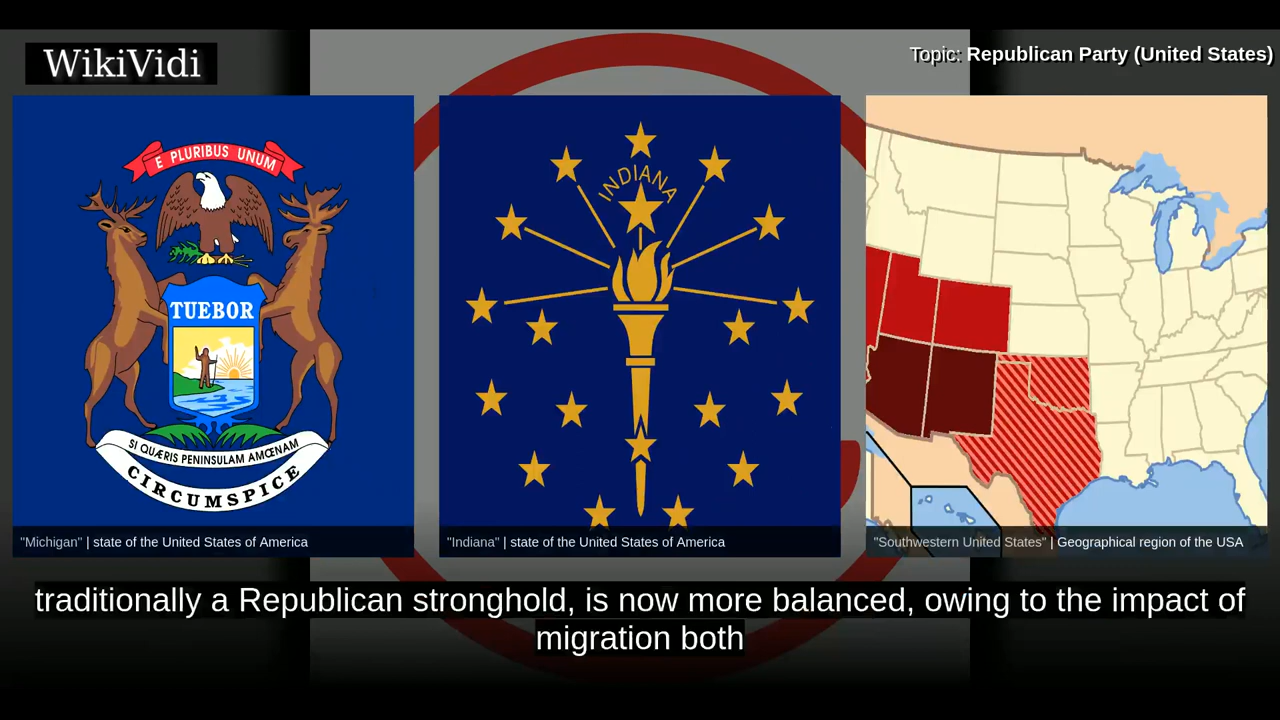 WikiVidi
Topic: Republican Party (United States)
E PLURIBUS UNUM
TUEBOR
SI QUÆRIS PENINSULAM AMŒNAM
CIRCUMSPICE
"Michigan" | state of the United States of America
INDIANA
"Indiana" | state of the United States of America
"Southwestern United States" | Geographical region of the USA
traditionally a Republican stronghold, is now more balanced, owing to the impact of
migration both